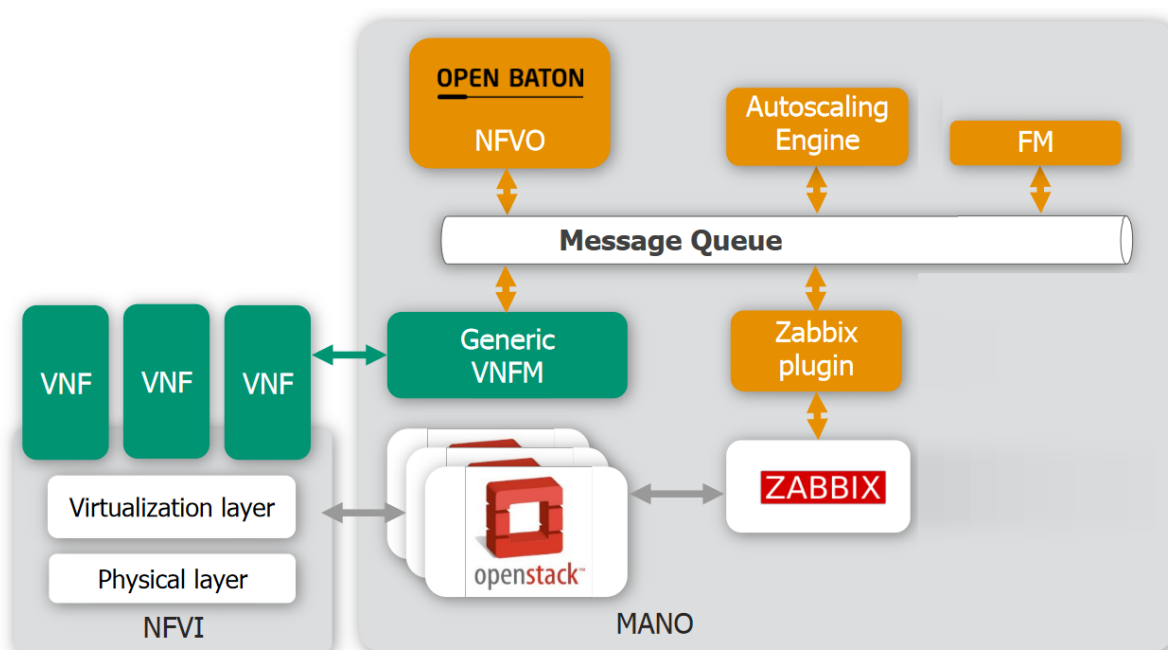 OPEN BATON
NFVO
Autoscaling
Engine
FM
Message Queue
VNF
VNF
VNF
Generic
VNFM
Zabbix
plugin
Virtualization layer
Physical layer
NFVI
openstack™
ZABBIX
MANO